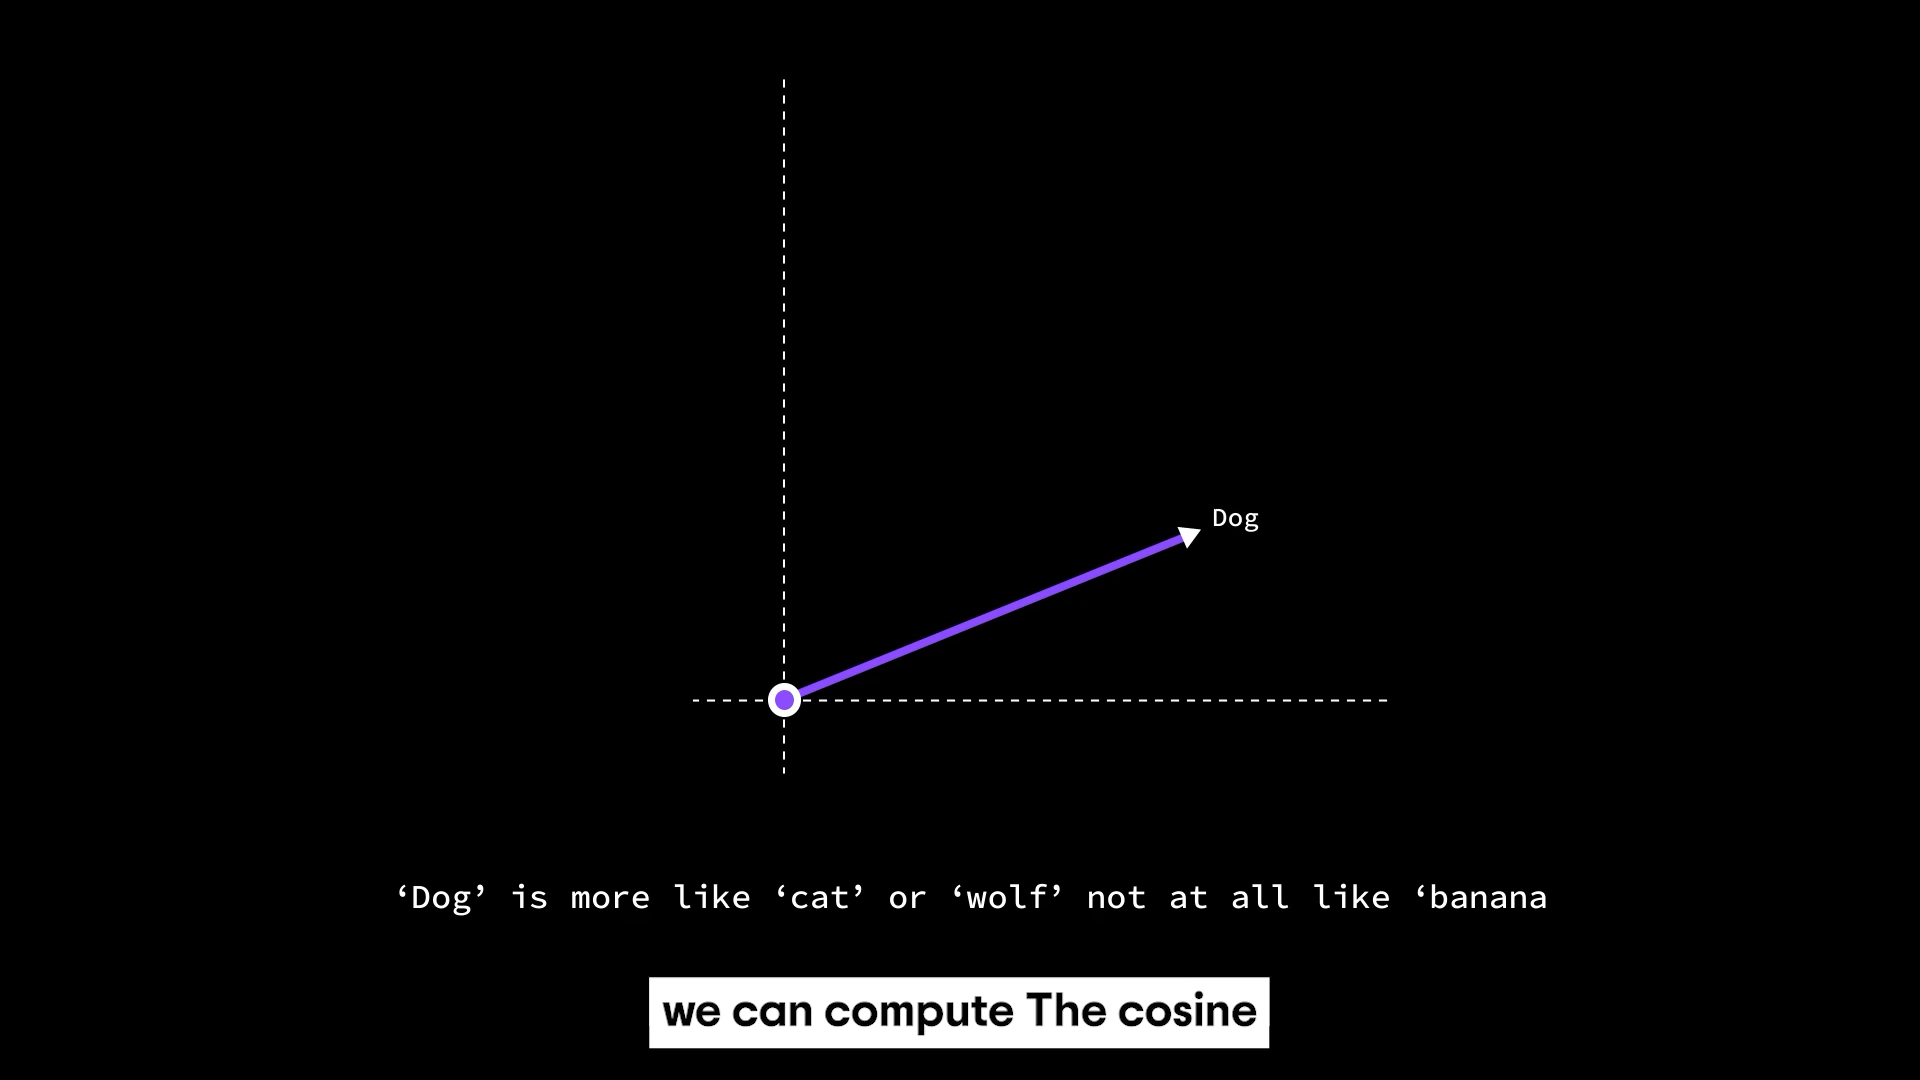 Dog
‘Dog’ is more like ‘cat’ or ‘wolf’ not at all like ‘banana
we can compute The cosine